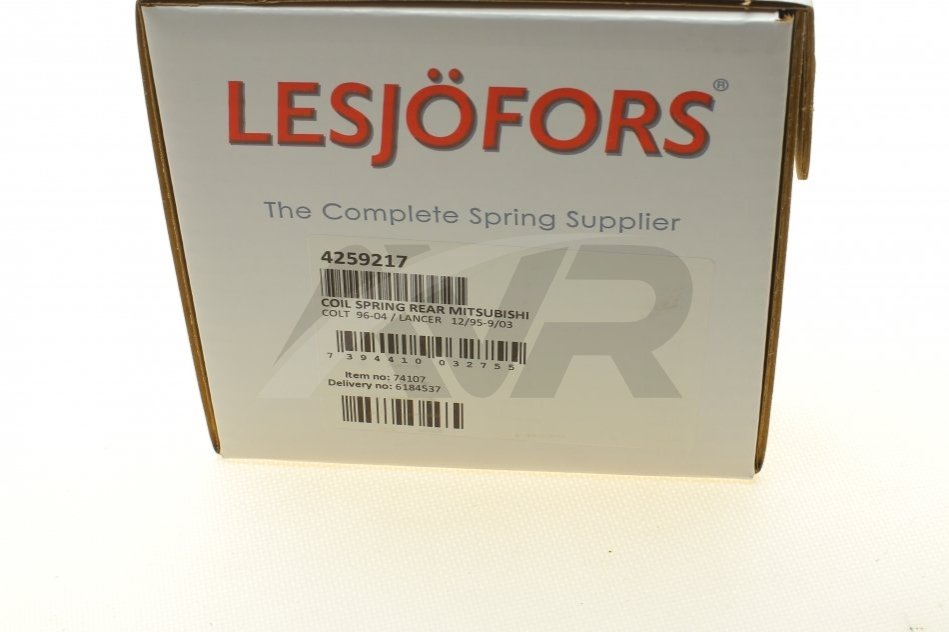 LESJÖFORS®
The Complete Spring Supplier
4259217
COIL SPRING REAR MITSUBISHI
COLT 96-04 / LANCER 12/95-9/03
7 394410 032755
Item no: 74107
Delivery no: 6184537
AVR